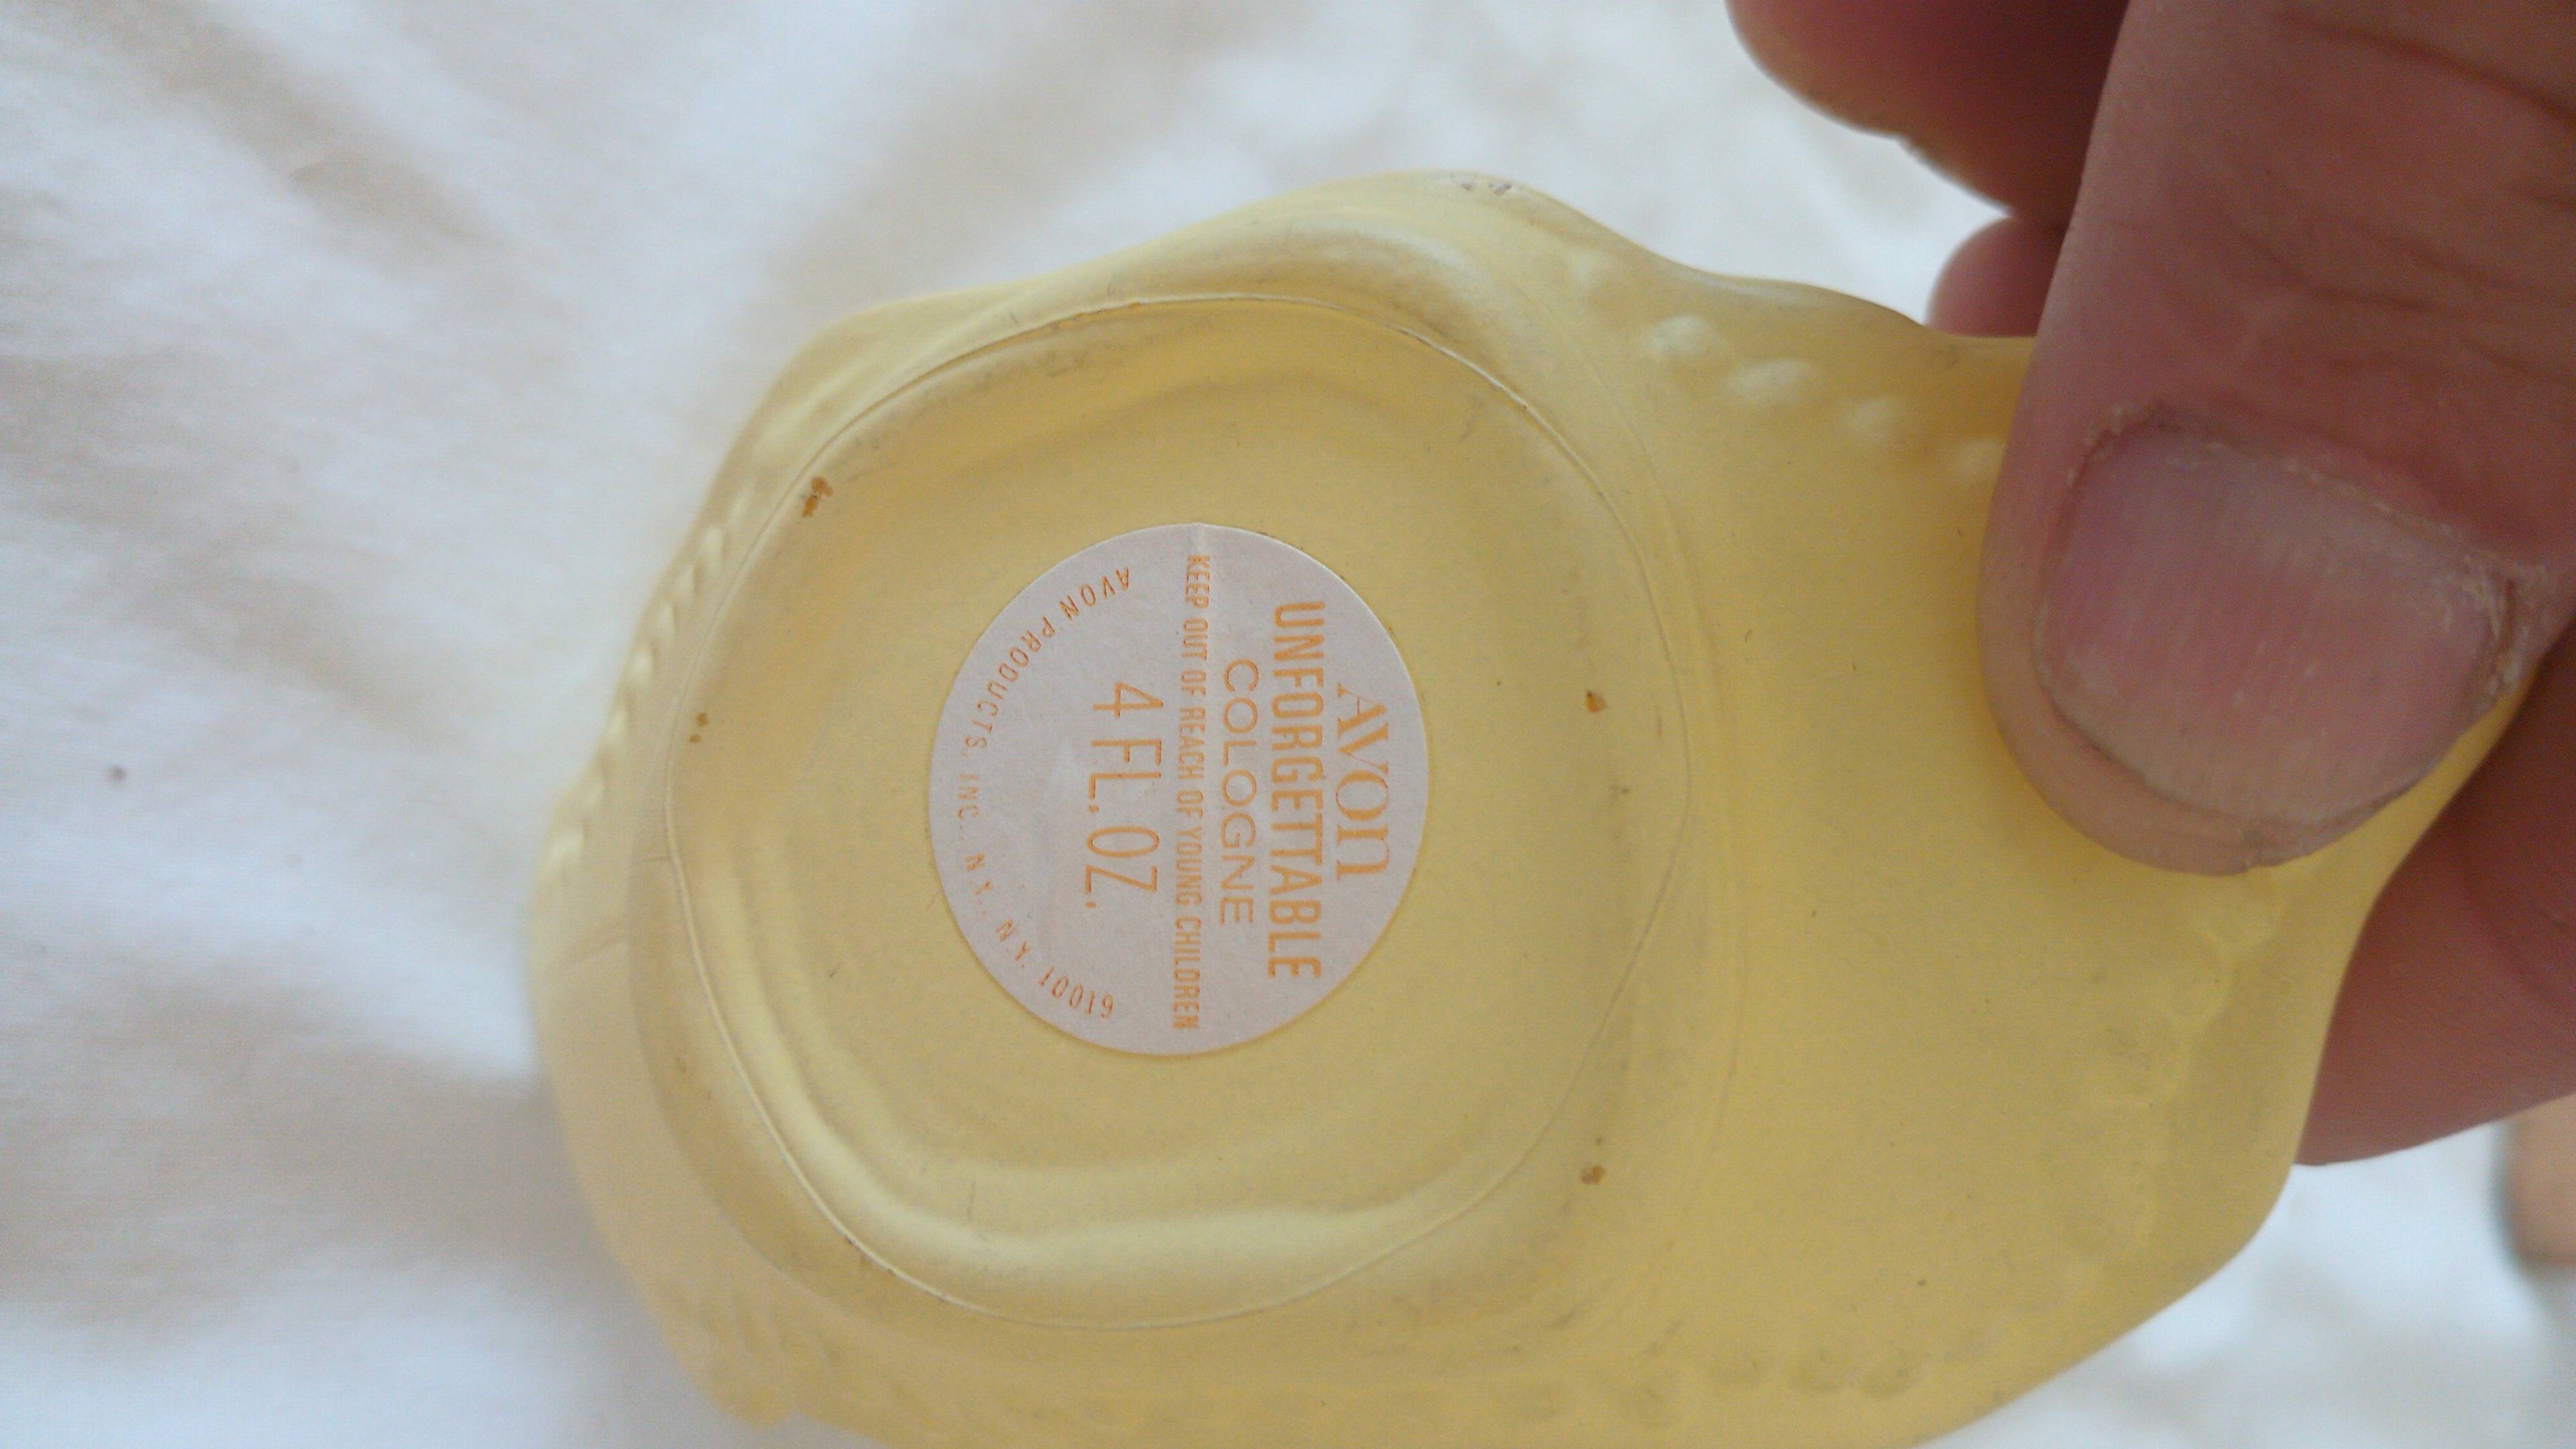 AVON
UNFORGETTABLE
COLOGNE
KEEP OUT OF REACH OF YOUNG CHILDREN
4 FL. OZ.
AVON PRODUCTS, INC., N.Y., N.Y. 10019